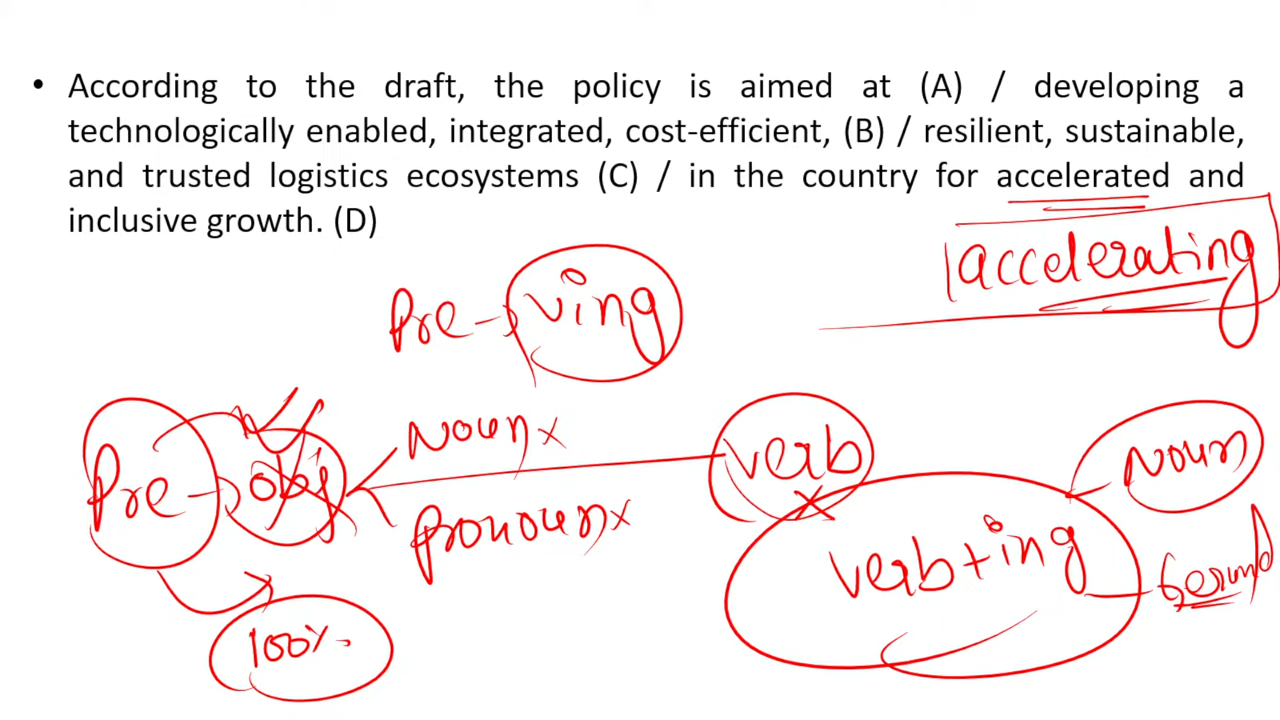 • According to the draft, the policy is aimed at (A) / developing a
technologically enabled, integrated, cost-efficient, (B) / resilient, sustainable,
and trusted logistics ecosystems (C) / in the country for accelerated and
inclusive growth. (D)
accelerating
Pre → ving
Pre → obj
Noun x
Pronoun x
verb x
verb+ing
Noun
Gerund
100%